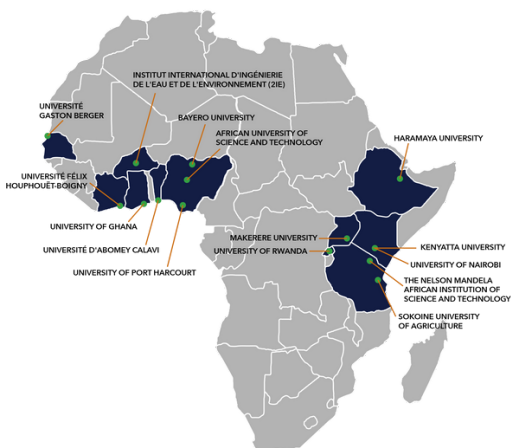 INSTITUT INTERNATIONAL D'INGÉNIERIE
DE L'EAU ET DE L'ENVIRONNEMENT (2IE)
UNIVERSITÉ
GASTON BERGER
BAYERO UNIVERSITY
AFRICAN UNIVERSITY OF
SCIENCE AND TECHNOLOGY
HARAMAYA UNIVERSITY
UNIVERSITÉ FÉLIX
HOUPHOUËT-BOIGNY
UNIVERSITY OF GHANA
UNIVERSITÉ D'ABOMEY CALAVI
UNIVERSITY OF PORT HARCOURT
MAKERERE UNIVERSITY
UNIVERSITY OF RWANDA
KENYATTA UNIVERSITY
UNIVERSITY OF NAIROBI
THE NELSON MANDELA
AFRICAN INSTITUTION OF
SCIENCE AND TECHNOLOGY
SOKOINE UNIVERSITY
OF AGRICULTURE